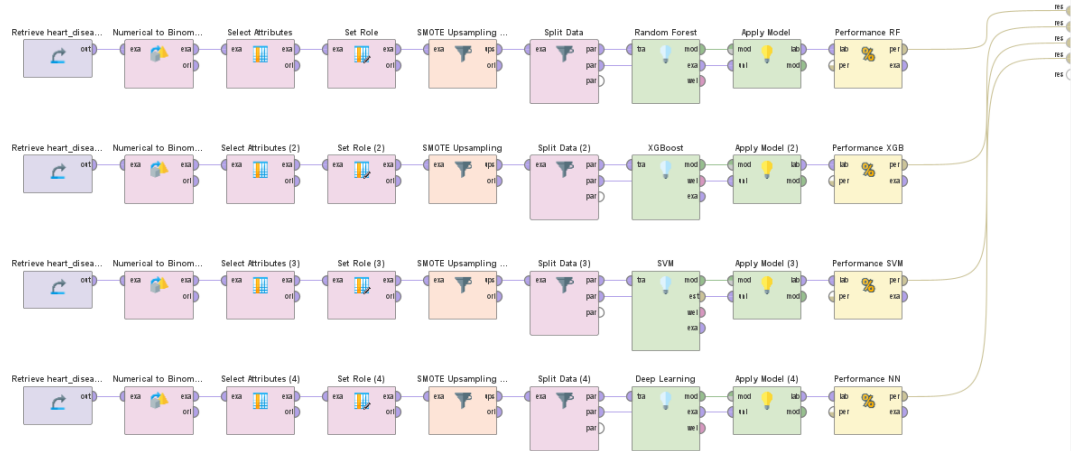 res
res
Retrieve heart_disea... Numerical to Binom... Select Attributes Set Role SMOTE Upsampling ... Split Data Random Forest Apply Model Performance RF
res
out exa exa exa exa exa exa exa ups exa par tra mod mod lab lab per
res
ori ori ori ori par exa unl mod per exa
res
par wei
Retrieve heart_disea... Numerical to Binom... Select Attributes (2) Set Role (2) SMOTE Upsampling Split Data (2) XGBoost Apply Model (2) Performance XGB
out exa exa exa exa exa exa exa ups exa par tra mod mod lab lab per
ori ori ori ori par wei unl mod per exa
par exa
Retrieve heart_disea... Numerical to Binom... Select Attributes (3) Set Role (3) SMOTE Upsampling ... Split Data (3) SVM Apply Model (3) Performance SVM
out exa exa exa exa exa exa exa ups exa par tra mod mod lab lab per
ori ori ori ori par est unl mod per exa
par wei
exa
Retrieve heart_disea... Numerical to Binom... Select Attributes (4) Set Role (4) SMOTE Upsampling ... Split Data (4) Deep Learning Apply Model (4) Performance NN
out exa exa exa exa exa exa exa ups exa par tra mod mod lab lab per
ori ori ori ori par exa unl mod per exa
par wei